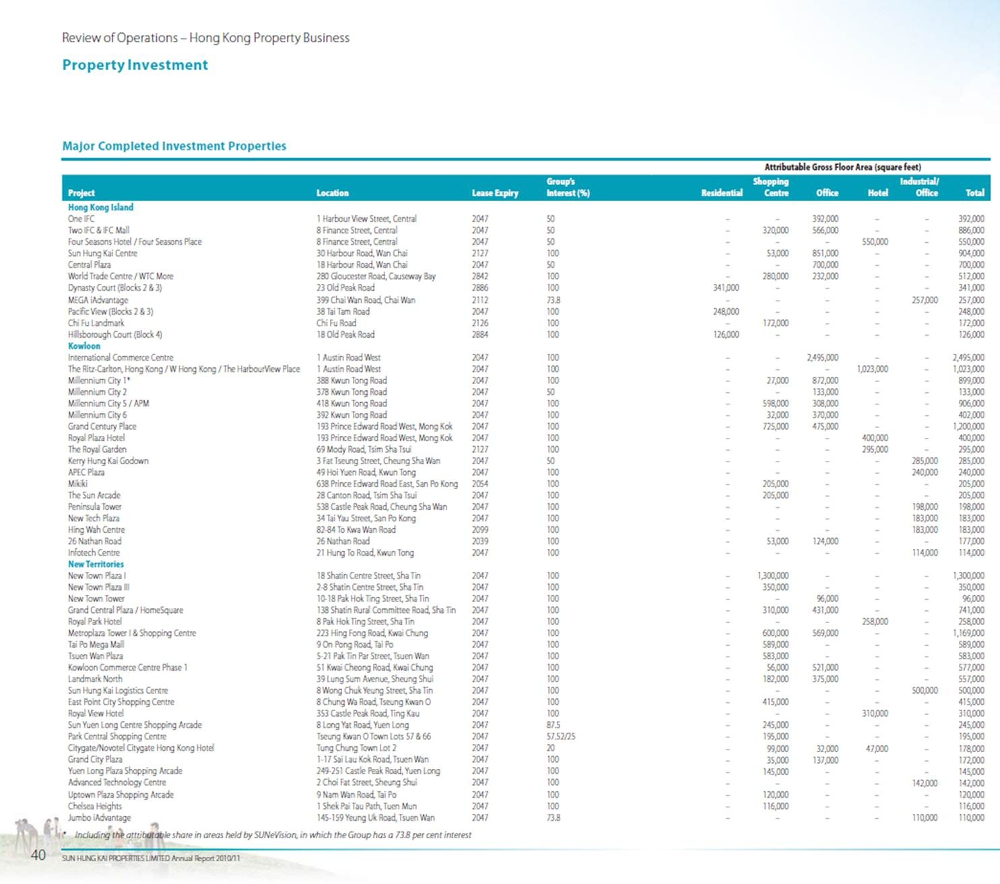 Review of Operations – Hong Kong Property Business
Property Investment
Major Completed Investment Properties
Attributable Gross Floor Area (square feet)
Group's Shopping Industrial/
Project Location Lease Expiry Interest (%) Residential Centre Office Hotel Office Total
Hong Kong Island
One IFC 1 Harbour View Street, Central 2047 50 – – 392,000 – – 392,000
Two IFC & IFC Mall 8 Finance Street, Central 2047 50 – 320,000 566,000 – – 886,000
Four Seasons Hotel / Four Seasons Place 8 Finance Street, Central 2047 50 – – – 550,000 – 550,000
Sun Hung Kai Centre 30 Harbour Road, Wan Chai 2127 100 – 53,000 851,000 – – 904,000
Central Plaza 18 Harbour Road, Wan Chai 2047 50 – – 700,000 – – 700,000
World Trade Centre / WTC More 280 Gloucester Road, Causeway Bay 2842 100 – 280,000 232,000 – – 512,000
Dynasty Court (Blocks 2 & 3) 23 Old Peak Road 2886 100 341,000 – – – – 341,000
MEGA iAdvantage 399 Chai Wan Road, Chai Wan 2112 73.8 – – – – 257,000 257,000
Pacific View (Blocks 2 & 3) 38 Tai Tam Road 2047 100 248,000 – – – – 248,000
Chi Fu Landmark Chi Fu Road 2126 100 – 172,000 – – – 172,000
Hillsborough Court (Block 4) 18 Old Peak Road 2884 100 126,000 – – – – 126,000
Kowloon
International Commerce Centre 1 Austin Road West 2047 100 – – 2,495,000 – – 2,495,000
The Ritz-Carlton, Hong Kong / W Hong Kong / The HarbourView Place 1 Austin Road West 2047 100 – – – 1,023,000 – 1,023,000
Millennium City 1* 388 Kwun Tong Road 2047 100 – 27,000 872,000 – – 899,000
Millennium City 2 378 Kwun Tong Road 2047 50 – – 133,000 – – 133,000
Millennium City 5 / APM 418 Kwun Tong Road 2047 100 – 598,000 308,000 – – 906,000
Millennium City 6 392 Kwun Tong Road 2047 100 – 32,000 370,000 – – 402,000
Grand Century Place 193 Prince Edward Road West, Mong Kok 2047 100 – 725,000 475,000 – – 1,200,000
Royal Plaza Hotel 193 Prince Edward Road West, Mong Kok 2047 100 – – – 400,000 – 400,000
The Royal Garden 69 Mody Road, Tsim Sha Tsui 2127 100 – – – 295,000 – 295,000
Kerry Hung Kai Godown 3 Fat Tseung Street, Cheung Sha Wan 2047 50 – – – – 285,000 285,000
APEC Plaza 49 Hoi Yuen Road, Kwun Tong 2047 100 – – – – 240,000 240,000
Mikiki 638 Prince Edward Road East, San Po Kong 2054 100 – 205,000 – – – 205,000
The Sun Arcade 28 Canton Road, Tsim Sha Tsui 2047 100 – 205,000 – – – 205,000
Peninsula Tower 538 Castle Peak Road, Cheung Sha Wan 2047 100 – – – – 198,000 198,000
New Tech Plaza 34 Tai Yau Street, San Po Kong 2047 100 – – – – 183,000 183,000
Hing Wah Centre 82-84 To Kwa Wan Road 2099 100 – – – – 183,000 183,000
26 Nathan Road 26 Nathan Road 2039 100 – 53,000 124,000 – – 177,000
Infotech Centre 21 Hung To Road, Kwun Tong 2047 100 – – – – 114,000 114,000
New Territories
New Town Plaza I 18 Shatin Centre Street, Sha Tin 2047 100 – 1,300,000 – – – 1,300,000
New Town Plaza III 2-8 Shatin Centre Street, Sha Tin 2047 100 – 350,000 – – – 350,000
New Town Tower 10-18 Pak Hok Ting Street, Sha Tin 2047 100 – – 96,000 – – 96,000
Grand Central Plaza / HomeSquare 138 Shatin Rural Committee Road, Sha Tin 2047 100 – 310,000 431,000 – – 741,000
Royal Park Hotel 8 Pak Hok Ting Street, Sha Tin 2047 100 – – – 258,000 – 258,000
Metroplaza Tower I & Shopping Centre 223 Hing Fong Road, Kwai Chung 2047 100 – 600,000 569,000 – – 1,169,000
Tai Po Mega Mall 9 On Pong Road, Tai Po 2047 100 – 589,000 – – – 589,000
Tsuen Wan Plaza 5-21 Pak Tin Par Street, Tsuen Wan 2047 100 – 583,000 – – – 583,000
Kowloon Commerce Centre Phase 1 51 Kwai Cheong Road, Kwai Chung 2047 100 – 56,000 521,000 – – 577,000
Landmark North 39 Lung Sum Avenue, Sheung Shui 2047 100 – 182,000 375,000 – – 557,000
Sun Hung Kai Logistics Centre 8 Wong Chuk Yeung Street, Sha Tin 2047 100 – – – – 500,000 500,000
East Point City Shopping Centre 8 Chung Wa Road, Tseung Kwan O 2047 100 – 415,000 – – – 415,000
Royal View Hotel 353 Castle Peak Road, Ting Kau 2047 100 – – – 310,000 – 310,000
Sun Yuen Long Centre Shopping Arcade 8 Long Yat Road, Yuen Long 2047 87.5 – 245,000 – – – 245,000
Park Central Shopping Centre Tseung Kwan O Town Lots 57 & 66 2047 57.52/25 – 195,000 – – – 195,000
Citygate/Novotel Citygate Hong Kong Hotel Tung Chung Town Lot 2 2047 20 – 99,000 32,000 47,000 – 178,000
Grand City Plaza 1-17 Sai Lau Kok Road, Tsuen Wan 2047 100 – 35,000 137,000 – – 172,000
Yuen Long Plaza Shopping Arcade 249-251 Castle Peak Road, Yuen Long 2047 100 – 145,000 – – – 145,000
Advanced Technology Centre 2 Choi Fat Street, Sheung Shui 2047 100 – – – – 142,000 142,000
Uptown Plaza Shopping Arcade 9 Nam Wan Road, Tai Po 2047 100 – 120,000 – – – 120,000
Chelsea Heights 1 Shek Pai Tau Path, Tuen Mun 2047 100 – 116,000 – – – 116,000
Jumbo iAdvantage 145-159 Yeung Uk Road, Tsuen Wan 2047 73.8 – – – – 110,000 110,000
* Including the attributable share in areas held by SUNeVision, in which the Group has a 73.8 per cent interest
40 SUN HUNG KAI PROPERTIES LIMITED Annual Report 2010/11